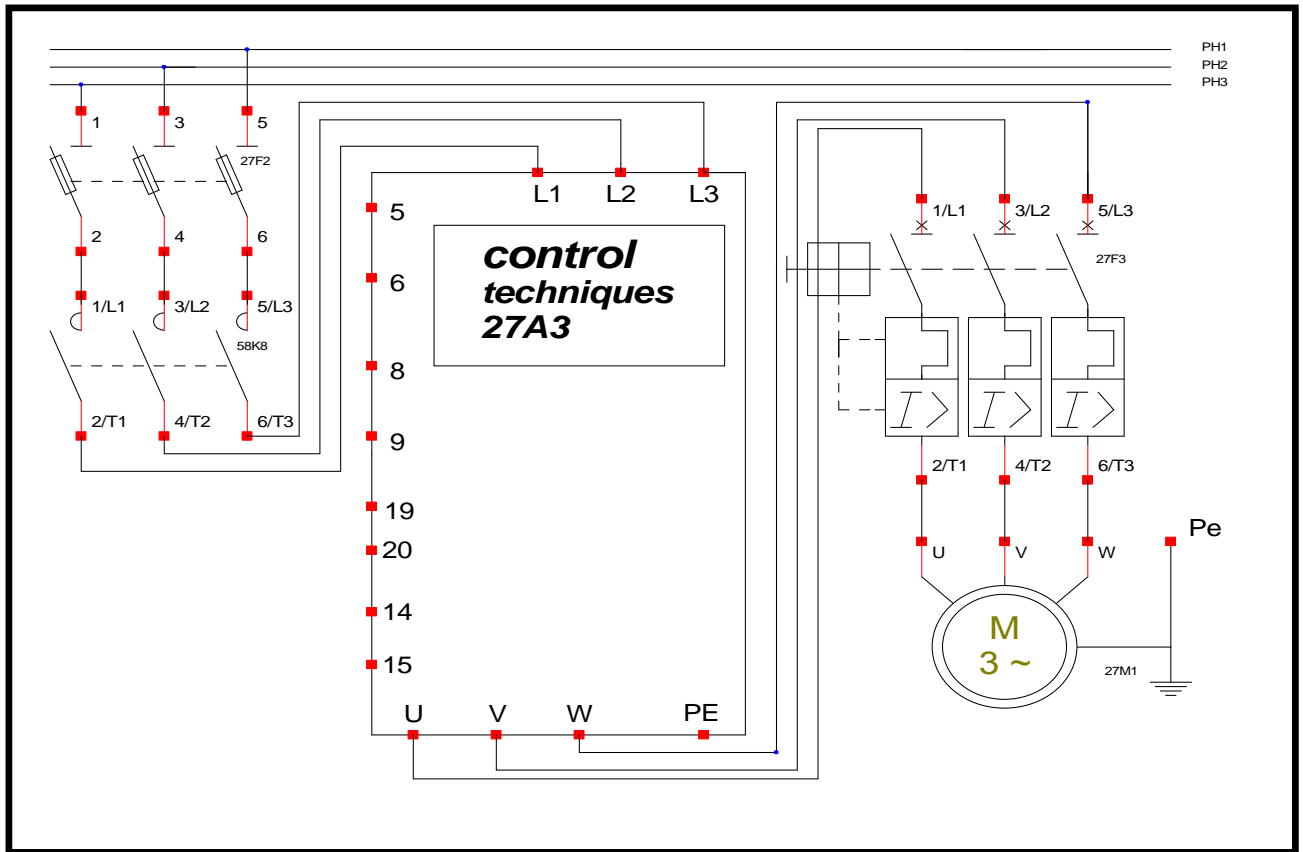 PH1
PH2
PH3
1
3
5
27F2
2
4
6
1/L1
3/L2
5/L3
58K8
2/T1
4/T2
6/T3
L1
L2
L3
5
6
8
9
19
20
14
15
control
techniques
27A3
U
V
W
PE
1/L1
3/L2
5/L3
27F3
I >
I >
I >
2/T1
4/T2
6/T3
U
V
W
Pe
M
3 ~
27M1